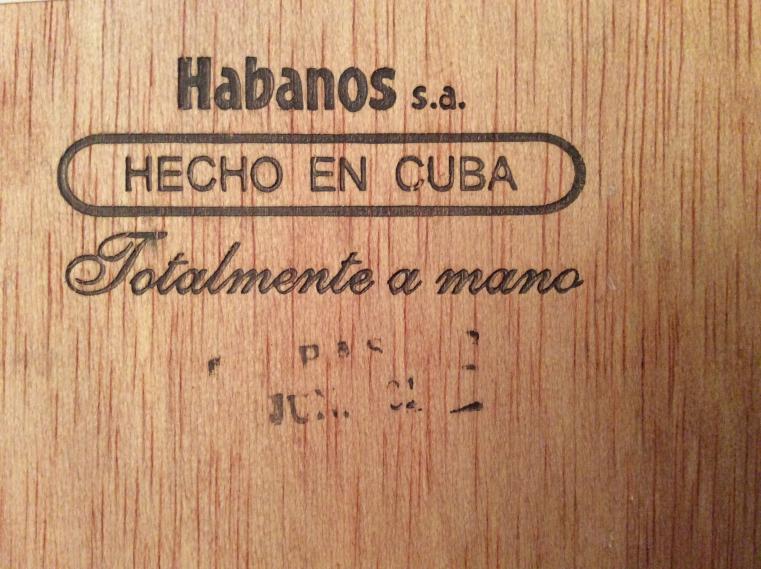 Habanos s.a.
HECHO EN CUBA
Totalmente a mano